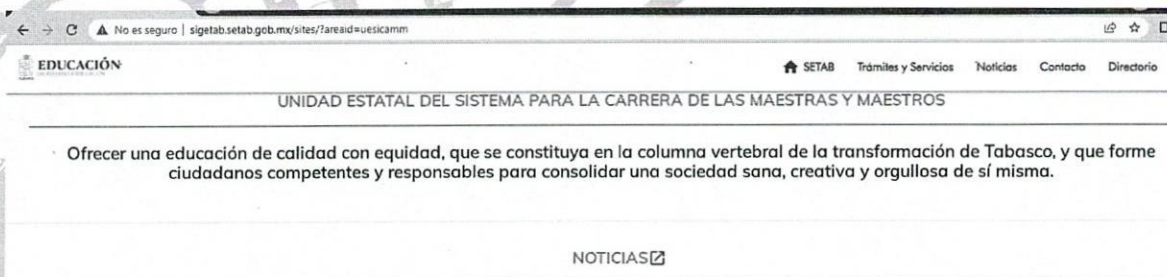 No es seguro | sigetab.setab.gob.mx/sites/?areaid=uesicamm
EDUCACIÓN
SETAB Trámites y Servicios Noticias Contacto Directorio
UNIDAD ESTATAL DEL SISTEMA PARA LA CARRERA DE LAS MAESTRAS Y MAESTROS
Ofrecer una educación de calidad con equidad, que se constituya en la columna vertebral de la transformación de Tabasco, y que forme
ciudadanos competentes y responsables para consolidar una sociedad sana, creativa y orgullosa de sí misma.
NOTICIAS